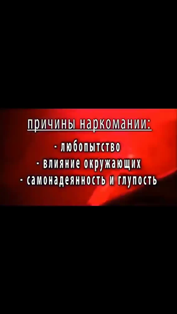 причины наркомании:
- любопытство
- влияние окружающих
- самонадеянность и глупость